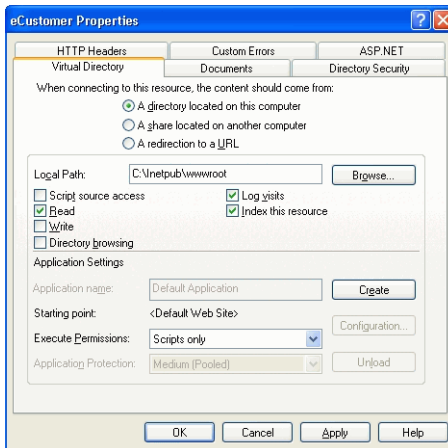 eCustomer Properties
HTTP Headers Custom Errors ASP.NET
Virtual Directory Documents Directory Security
When connecting to this resource, the content should come from:
A directory located on this computer
A share located on another computer
A redirection to a URL
Local Path: C:\Inetpub\wwwroot Browse...
Script source access Log visits
Read Index this resource
Write
Directory browsing
Application Settings
Application name: Default Application Create
Starting point: <Default Web Site>
Configuration...
Execute Permissions: Scripts only
Application Protection: Medium (Pooled) Unload
OK Cancel Apply Help